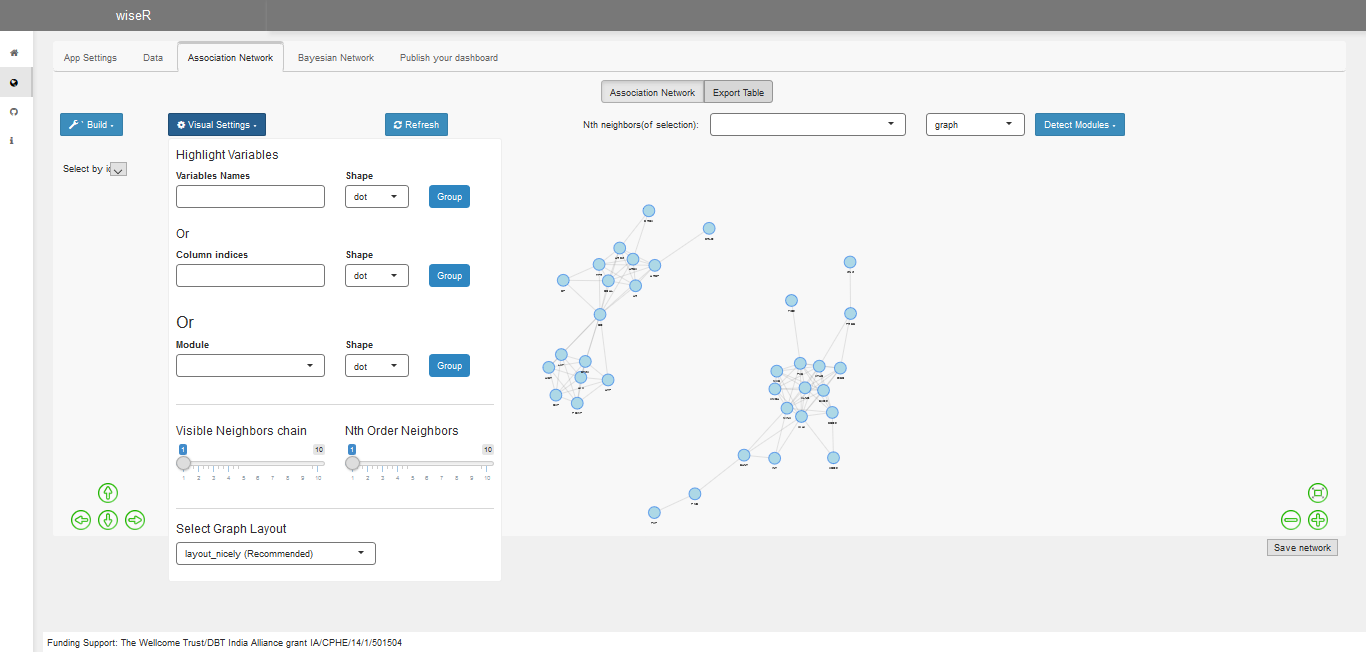 wiseR
App Settings Data Association Network Bayesian Network Publish your dashboard
Association Network Export Table
Build Visual Settings Refresh Nth neighbors(of selection): graph Detect Modules
Select by i
Highlight Variables
Variables Names Shape
dot Group
Or
Column indices Shape
dot Group
Or
Module Shape
dot Group
Visible Neighbors chain Nth Order Neighbors
1 10 1 10
1 2 3 4 5 6 7 8 9 10 1 2 3 4 5 6 7 8 9 10
Select Graph Layout
layout_nicely (Recommended)
Save network
Funding Support: The Wellcome Trust/DBT India Alliance grant IA/CPHE/14/1/501504